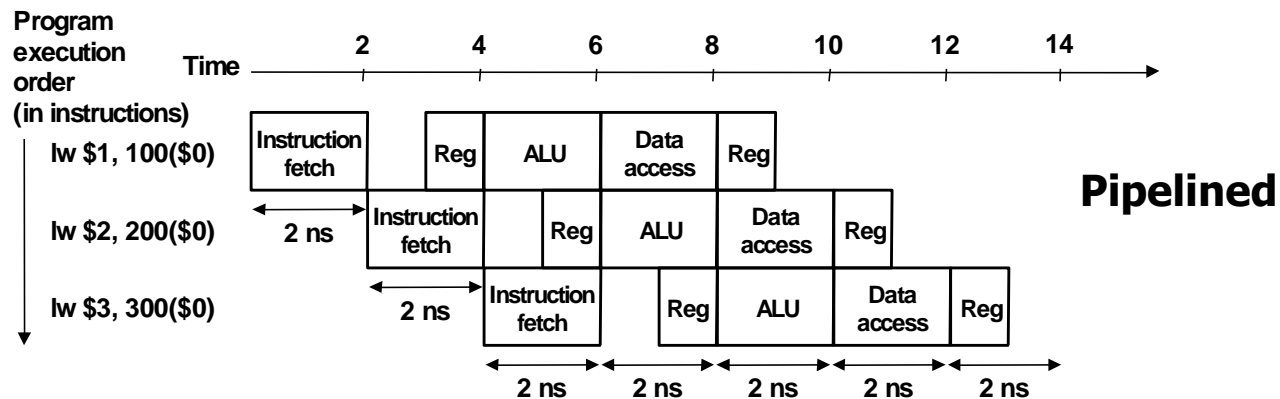 Program
execution
order
(in instructions)
Time
2 4 6 8 10 12 14
lw $1, 100($0)
Instruction
fetch
Reg
ALU
Data
access
Reg
Pipelined
2 ns
lw $2, 200($0)
Instruction
fetch
Reg
ALU
Data
access
Reg
2 ns
lw $3, 300($0)
Instruction
fetch
Reg
ALU
Data
access
Reg
2 ns 2 ns 2 ns 2 ns 2 ns